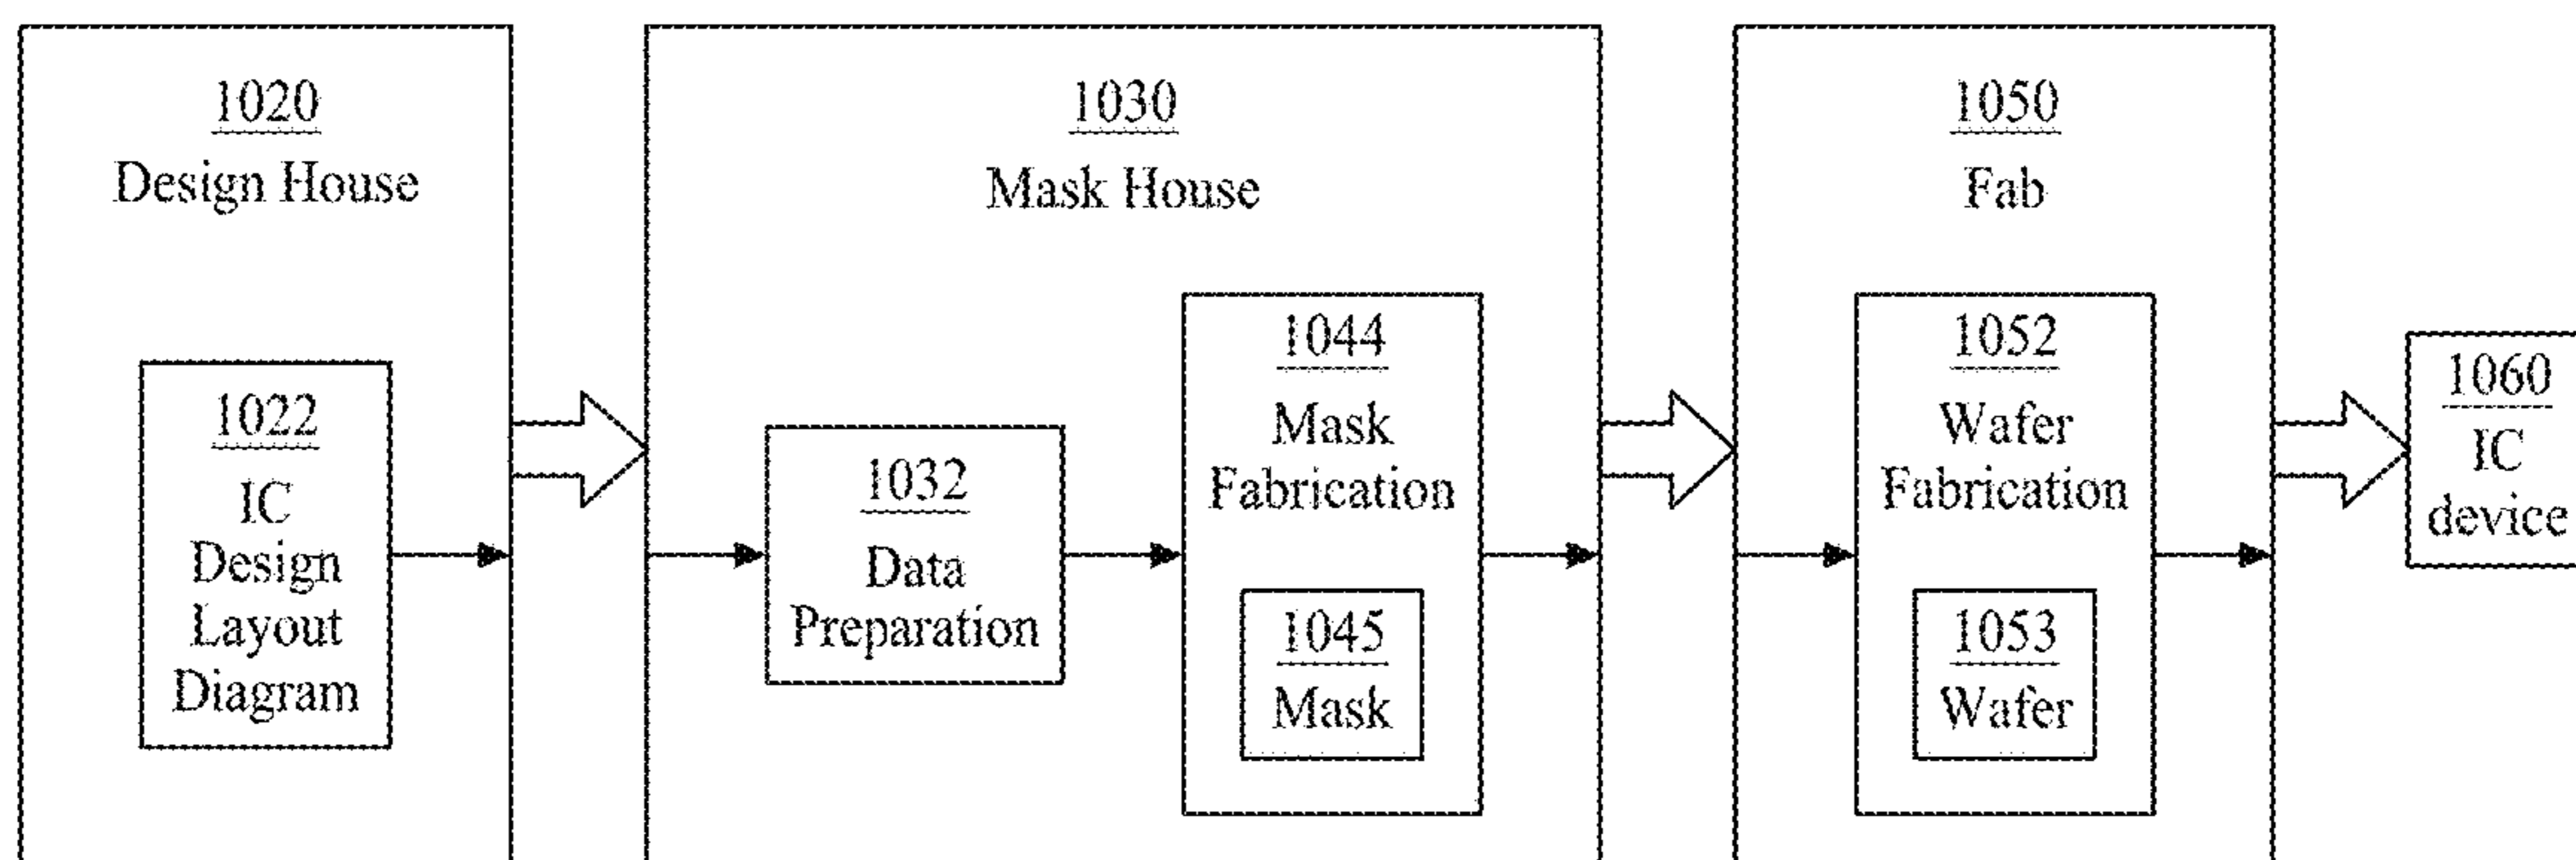 1020
Design House
1022
IC
Design
Layout
Diagram
1030
Mask House
1032
Data
Preparation
1044
Mask
Fabrication
1045
Mask
1050
Fab
1052
Wafer
Fabrication
1053
Wafer
1060
IC
device